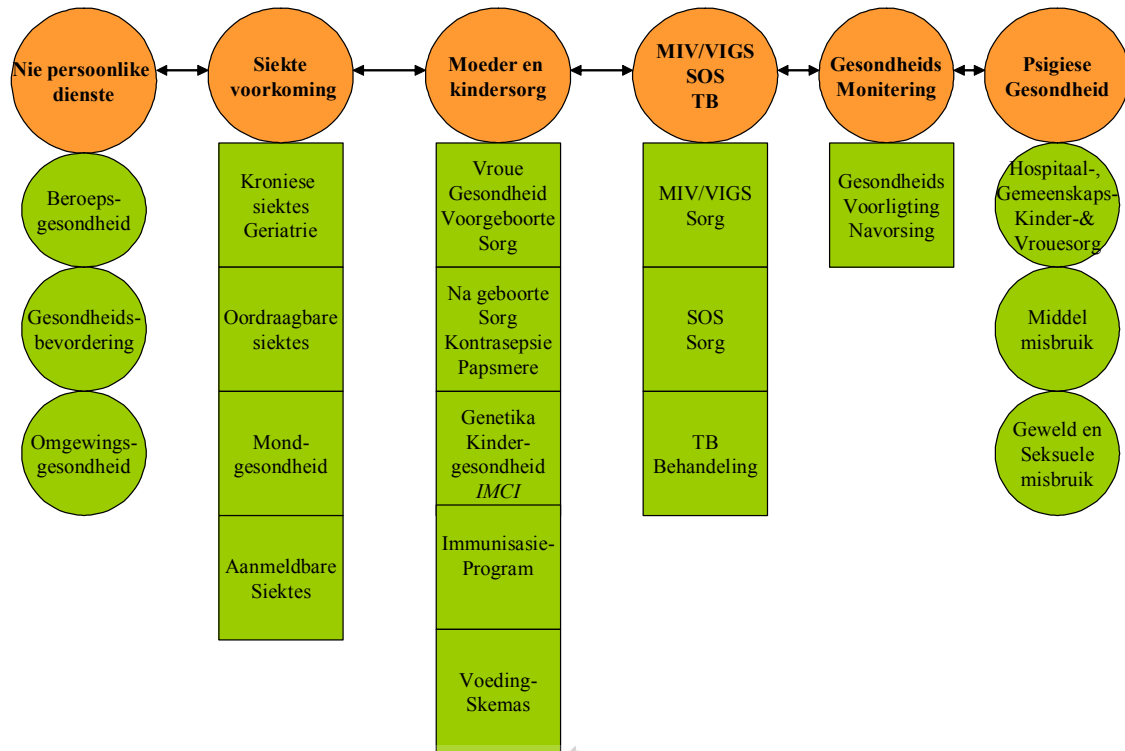 Nie persoonlike
dienste
Siekte
voorkoming
Moeder en
kindersorg
MIV/VIGS
SOS
TB
Gesondheids
Monitering
Psigiese
Gesondheid
Beroeps-
gesondheid
Gesondheids-
bevordering
Omgewings-
gesondheid
Kroniese
siektes
Geriatrie
Oordraagbare
siektes
Mond-
gesondheid
Aanmeldbare
Siektes
Vroue
Gesondheid
Voorgeboorte
Sorg
Na geboorte
Sorg
Kontrasepsie
Papsmere
Genetika
Kinder-
gesondheid
IMCI
Immunisasie-
Program
Voeding-
Skemas
MIV/VIGS
Sorg
SOS
Sorg
TB
Behandeling
Gesondheids
Voorligting
Navorsing
Hospitaal-,
Gemeenskaps-
Kinder-&
Vrouesorg
Middel
misbruik
Geweld en
Seksuele
misbruik